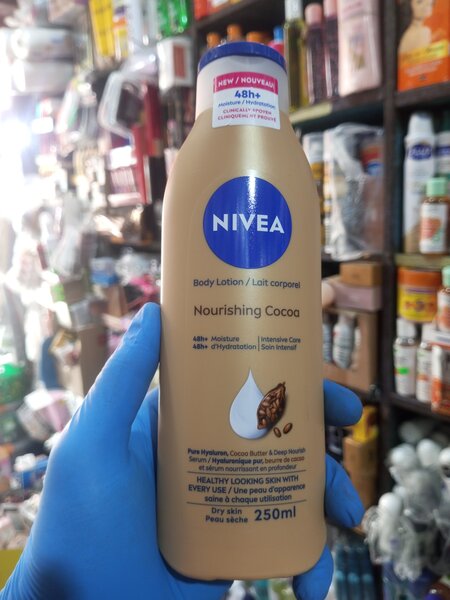 NEW / NOUVEAU
48h+
Moisture / Hydratation
CLINICALLY PROVEN
CLINIQUEMENT PROUVÉ
NIVEA
Body Lotion / Lait corporel
Nourishing Cocoa
48h+ Moisture | Intensive Care
48h+ d'Hydratation | Soin Intensif
Pure Hyaluron, Cocoa Butter & Deep Nourish
Serum / Hyaluronique pur, beurre de cacao
et sérum nourrissant en profondeur
HEALTHY LOOKING SKIN WITH
EVERY USE / Une peau d'apparence
saine à chaque utilisation
Dry skin
Peau sèche 250ml